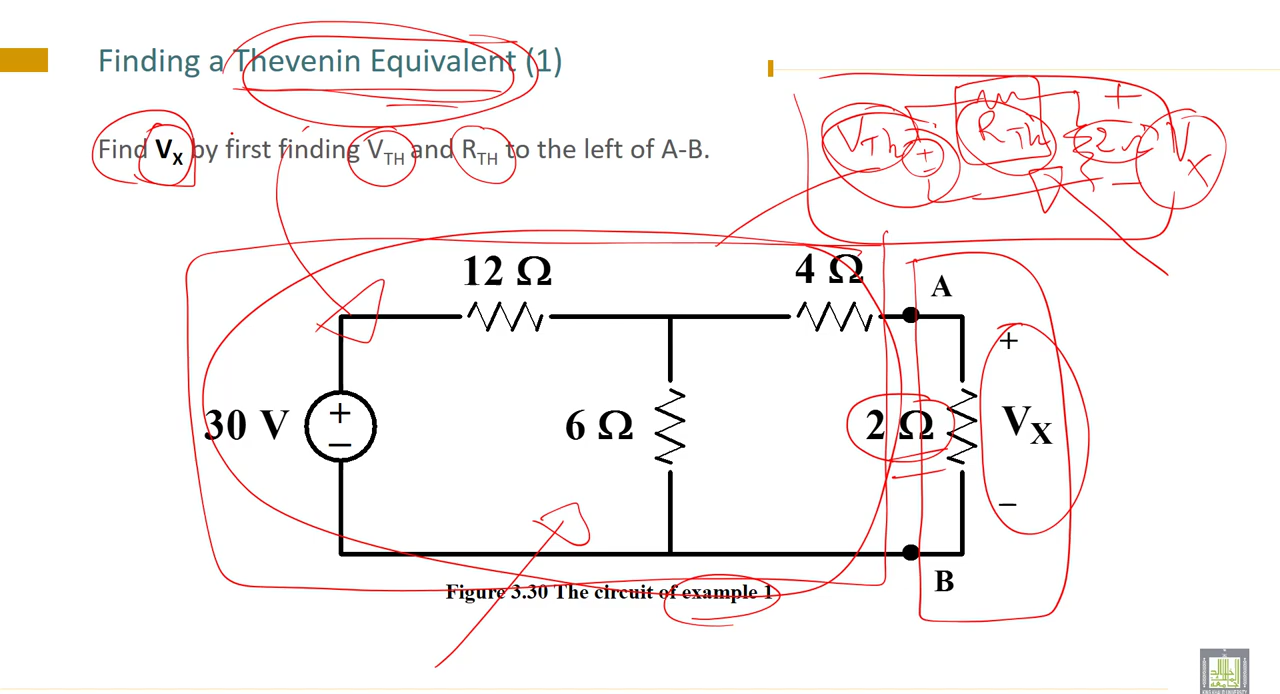 Finding a Thevenin Equivalent (1)
Find VX by first finding VTH and RTH to the left of A-B.
VTh + − RTh 2Ω + − VX
12 Ω
4 Ω
A
30 V
+
−
6 Ω
2 Ω
+
VX
−
B
Figure 3.30 The circuit of example 1